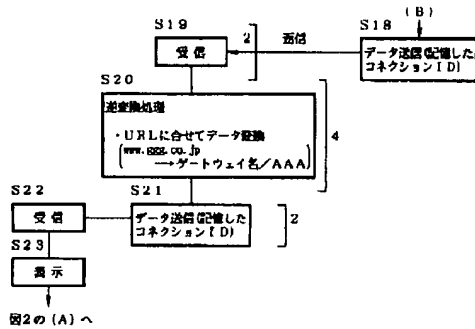 (B)
S19
S18
受信
2
返信
データ送信(記憶した
コネクションID)
S20
逆変換処理
・URLに合せてデータ置換
www.sss.co.jp
→ゲートウェイ名/AAA
4
S22
S21
受信
データ送信(記憶した
コネクションID)
2
S23
図2の(A)へ